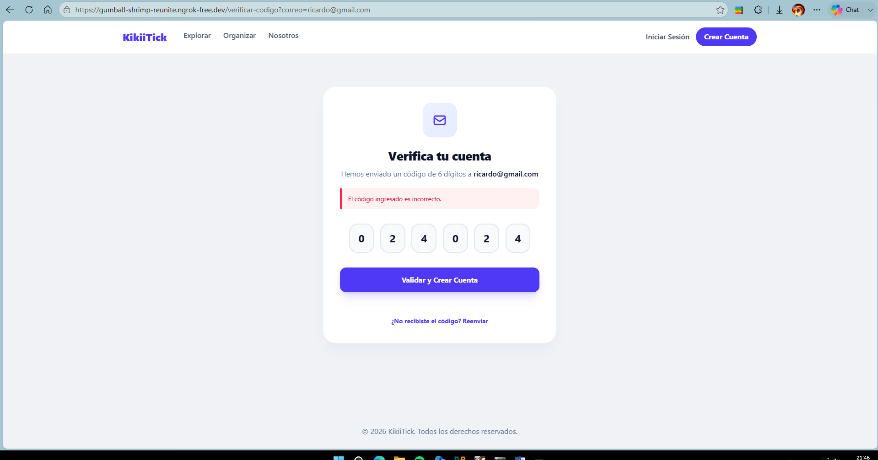 https://gumball-shrimp-reunite.ngrok-free.dev/verificar-codigo?correo=ricardo@gmail.com
Chat
KikiiTick
Explorar
Organizar
Nosotros
Iniciar Sesión
Crear Cuenta
Verifica tu cuenta
Hemos enviado un código de 6 dígitos a ricardo@gmail.com
El código ingresado es incorrecto.
0 2 4 0 2 4
Validar y Crear Cuenta
¿No recibiste el código? Reenviar
© 2026 KikiiTick. Todos los derechos reservados.
21:46